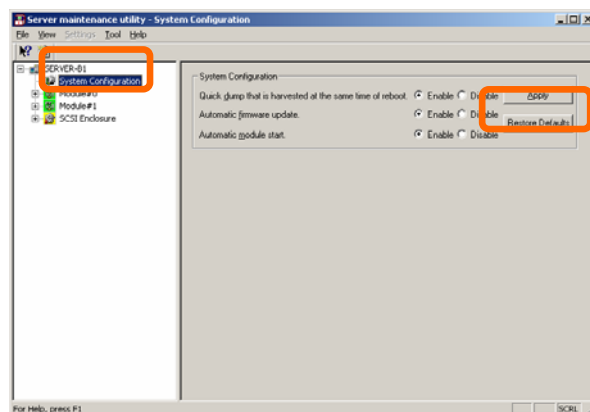 Server maintenance utility - System Configuration
File View Settings Tool Help
SERVER-01
System Configuration
Module#0
Module#1
SCSI Enclosure
System Configuration
Quick dump that is harvested at the same time of reboot. Enable Disable Apply
Automatic firmware update. Enable Disable
Restore Defaults
Automatic module start. Enable Disable
For Help, press F1
SCRL